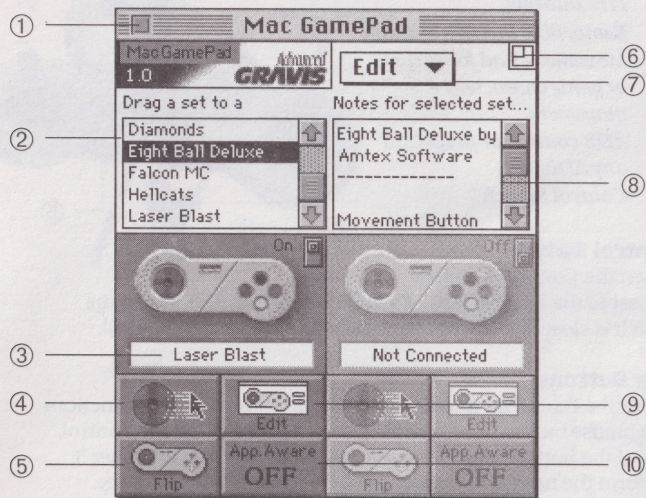 ① Mac GamePad
MacGamePad
1.0
Advanced
GRAVIS
Edit
⑥
⑦
Drag a set to a
Notes for selected set...
②
Diamonds
Eight Ball Deluxe
Falcon MC
Hellcats
Laser Blast
Eight Ball Deluxe by
Amtex Software
--------------
Movement Button
⑧
On
Off
③
Laser Blast
Not Connected
④
Edit
Edit
⑨
⑤
Flip
App.Aware
OFF
Flip
App.Aware
OFF
⑩